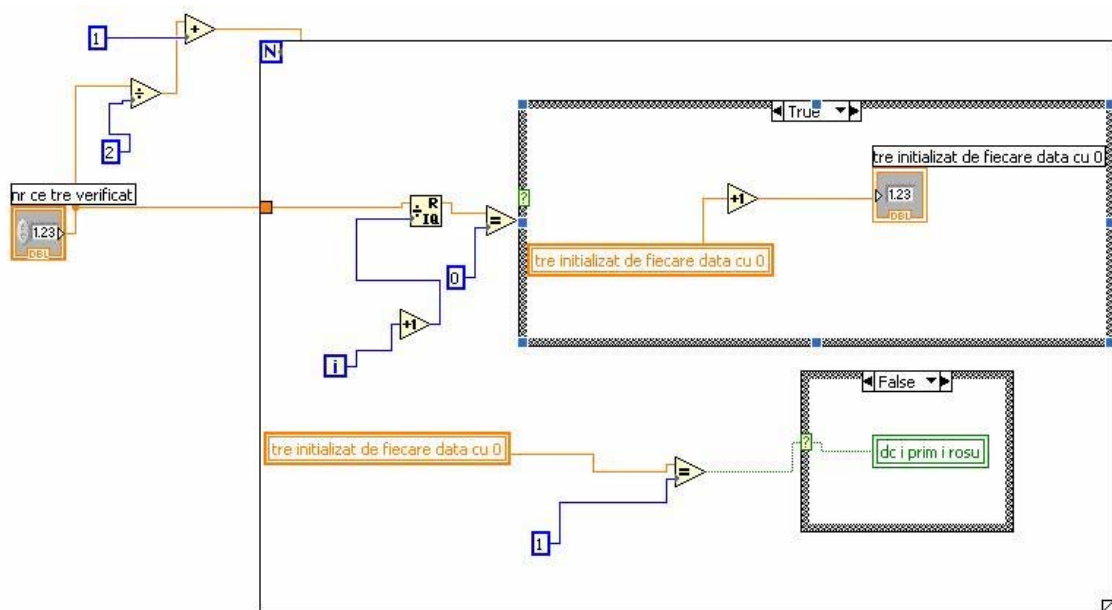 1
+
N
÷
2
True
tre initializat de fiecare data cu 0
nr ce tre verificat
1.23
DBL
÷ R
IQ
=
?
+1
1.23
DBL
tre initializat de fiecare data cu 0
0
+1
i
False
tre initializat de fiecare data cu 0
=
?
dc i prim i rosu
1